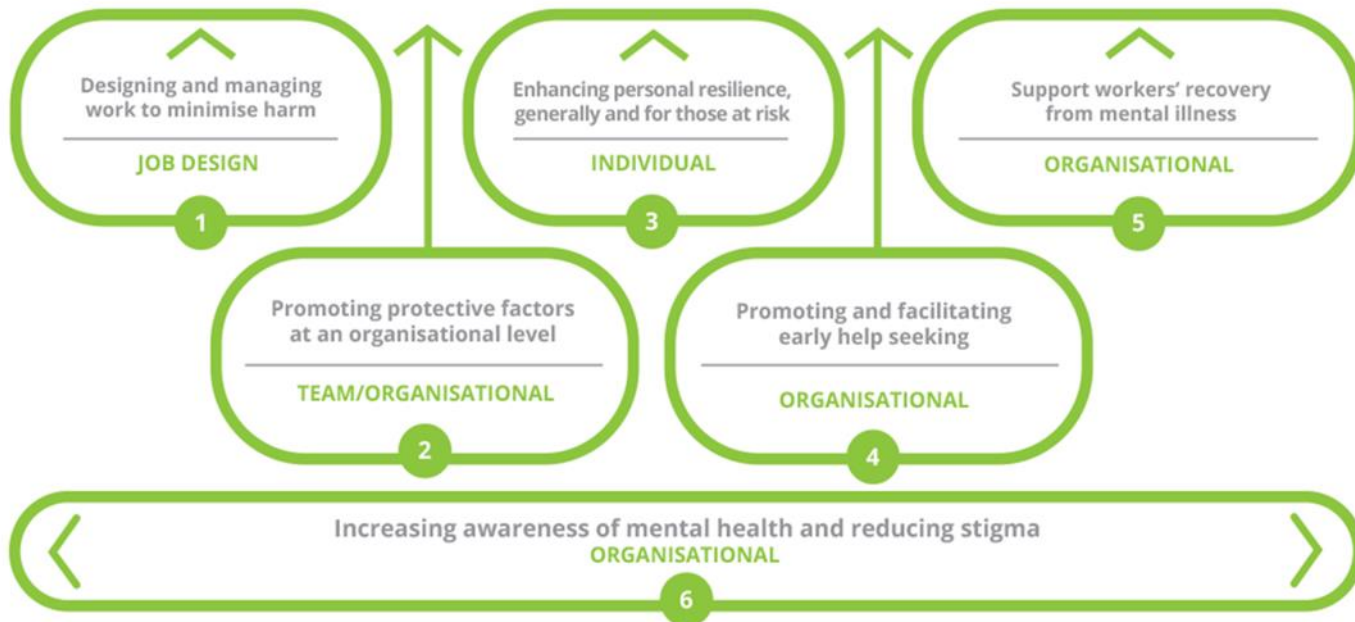 Designing and managing
work to minimise harm
JOB DESIGN
1
Promoting protective factors
at an organisational level
TEAM/ORGANISATIONAL
2
Enhancing personal resilience,
generally and for those at risk
INDIVIDUAL
3
Promoting and facilitating
early help seeking
ORGANISATIONAL
4
Support workers’ recovery
from mental illness
ORGANISATIONAL
5
Increasing awareness of mental health and reducing stigma
ORGANISATIONAL
6